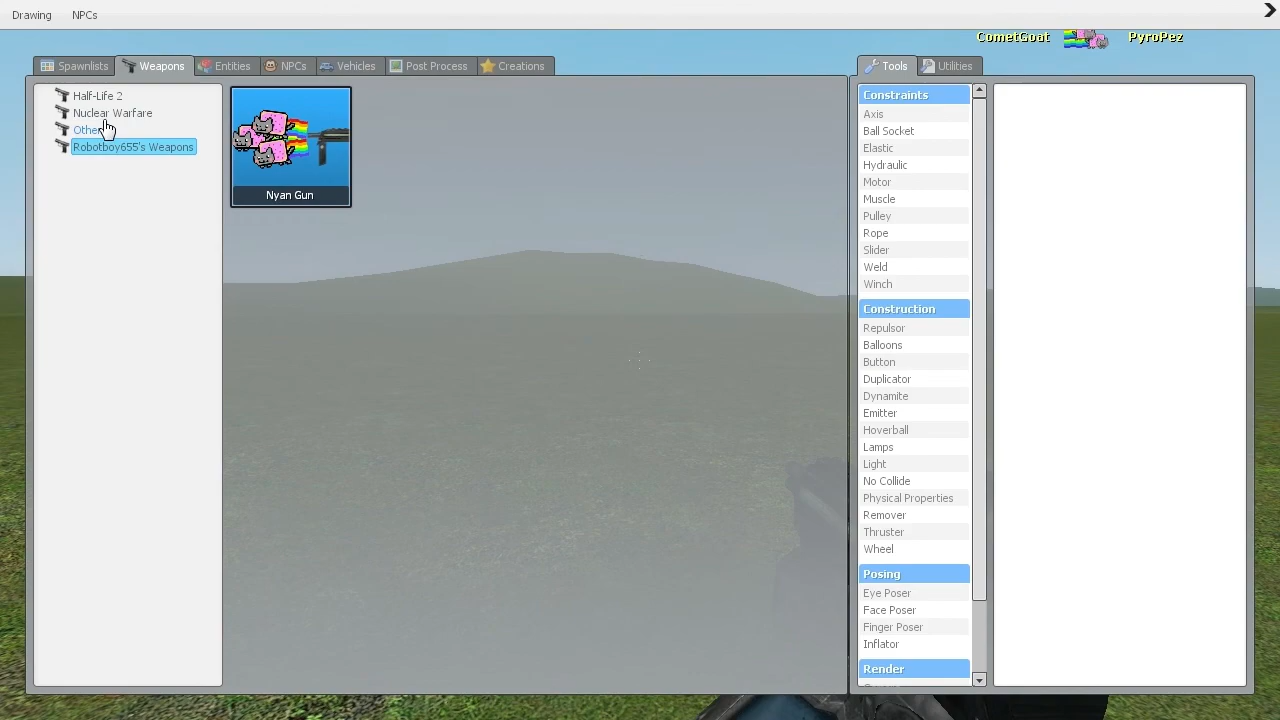 Drawing
NPCs
CometGoat
PyroPez
Spawnlists
Weapons
Entities
NPCs
Vehicles
Post Process
Creations
Tools
Utilities
Half-Life 2
Nuclear Warfare
Other
Robotboy655's Weapons
Nyan Gun
Constraints
Axis
Ball Socket
Elastic
Hydraulic
Motor
Muscle
Pulley
Rope
Slider
Weld
Winch
Construction
Repulsor
Balloons
Button
Duplicator
Dynamite
Emitter
Hoverball
Lamps
Light
No Collide
Physical Properties
Remover
Thruster
Wheel
Posing
Eye Poser
Face Poser
Finger Poser
Inflator
Render